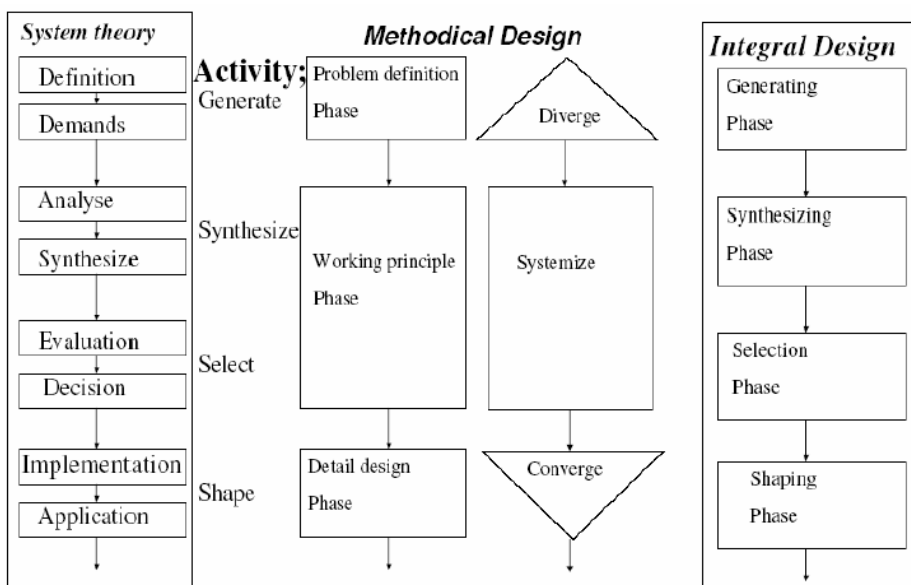 System theory
Definition
Demands
Analyse
Synthesize
Evaluation
Decision
Implementation
Application
Activity;
Generate
Synthesize
Select
Shape
Methodical Design
Problem definition
Phase
Working principle
Phase
Detail design
Phase
Diverge
Systemize
Converge
Integral Design
Generating
Phase
Synthesizing
Phase
Selection
Phase
Shaping
Phase